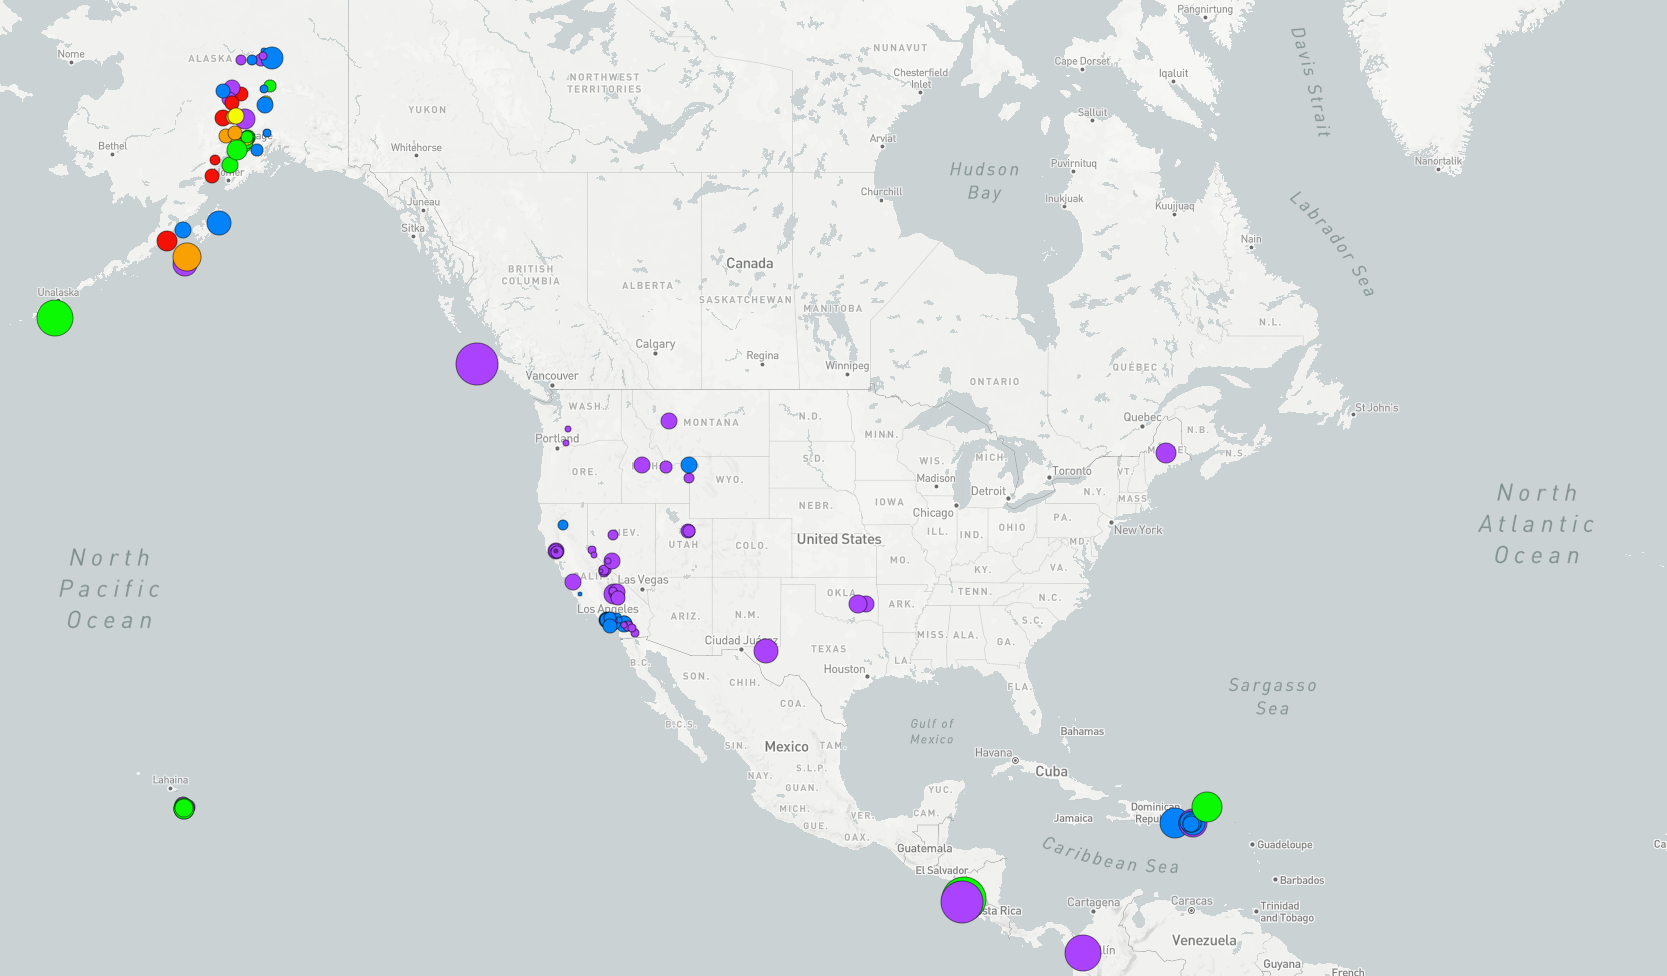 Pangnirtung
Davis Strait
Nome
ALASKA
NUNAVUT
Cape Dorset
Chesterfield
Inlet
Iqaluit
NORTHWEST
TERRITORIES
YUKON
Salluit
Bethel
Whitehorse
Arviat
Puvirnituq
Nanortalik
Hudson
Bay
Churchill
Inukjuak
Kuujjuaq
Labrador Sea
Juneau
Sitka
Nain
Canada
BRITISH
COLUMBIA
ALBERTA
SASKATCHEWAN
MANITOBA
Unalaska
N.L.
Calgary
Regina
Winnipeg
Vancouver
ONTARIO
QUÉBEC
WASH.
MONTANA
N.D.
MINN.
Quebec
N.B.
St John's
Portland
N.S.
ORE.
WYO.
S.D.
WIS.
MICH.
Toronto
VT.
Madison
Detroit
N.Y.
MASS.
NEBR.
IOWA
Chicago
PA.
New York
North
Atlantic
Ocean
NEV.
UTAH
COLO.
United States
ILL.
IND.
OHIO
MD.
North
Pacific
Ocean
MO.
KY.
VA.
CALIF.
Las Vegas
OKLA.
ARK.
TENN.
N.C.
Los Angeles
ARIZ.
N.M.
S.C.
MISS.
ALA.
GA.
Ciudad Juárez
TEXAS
LA.
Houston
B.C.
SON.
CHIH.
FLA.
Sargasso
Sea
COA.
B.C.S.
Gulf of
Mexico
Bahamas
SIN.
Mexico
TAM.
Havana
Cuba
S.L.P.
NAY.
GUAN.
YUC.
Lahaina
MICH.
VER.
CAM.
Dominican
Jamaica
GUE.
OAX.
Guatemala
Guadeloupe
Caribbean Sea
El Salvador
Barbados
Cartagena
Caracas
Trinidad
and Tobago
Venezuela
Guyana
French